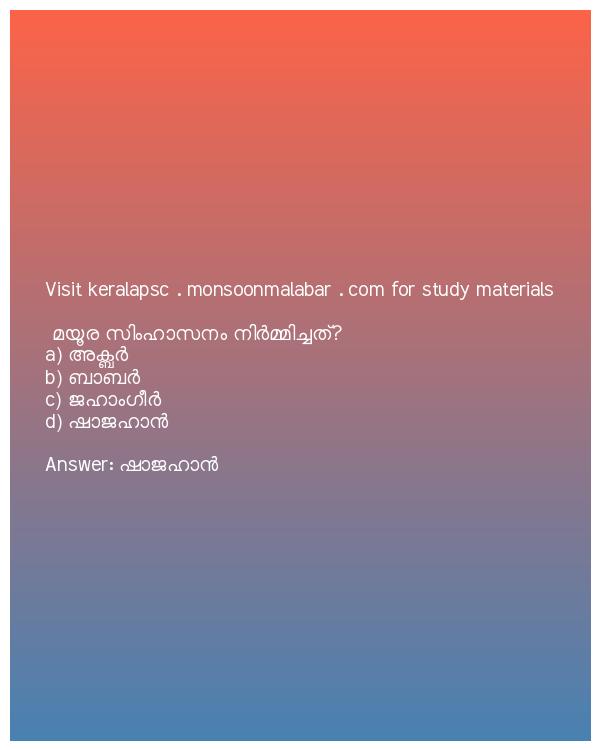 Visit keralapsc . monsoonmalabar . com for study materials
മയൂര സിംഹാസനം നിർമ്മിച്ചത്?
a) അക്ബർ
b) ബാബർ
c) ജഹാംഗീർ
d) ഷാജഹാൻ
Answer: ഷാജഹാൻ